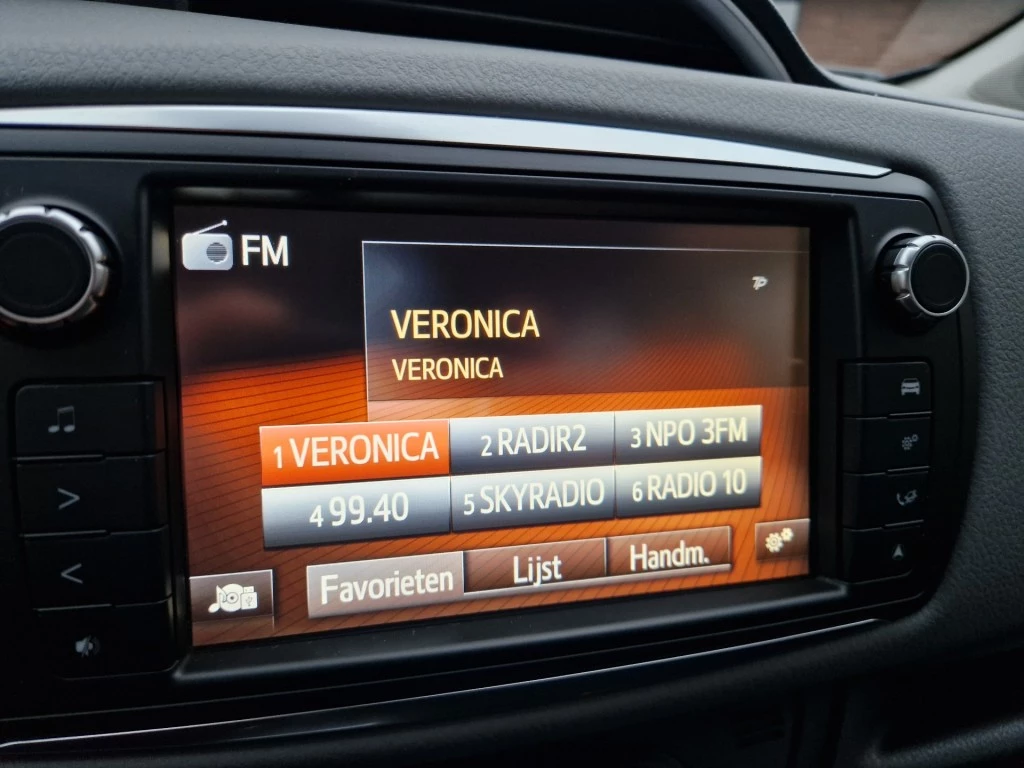 FM
TP
VERONICA
VERONICA
1 VERONICA 2 RADIR2 3 NPO 3FM
4 99.40 5 SKYRADIO 6 RADIO 10
Favorieten Lijst Handm.